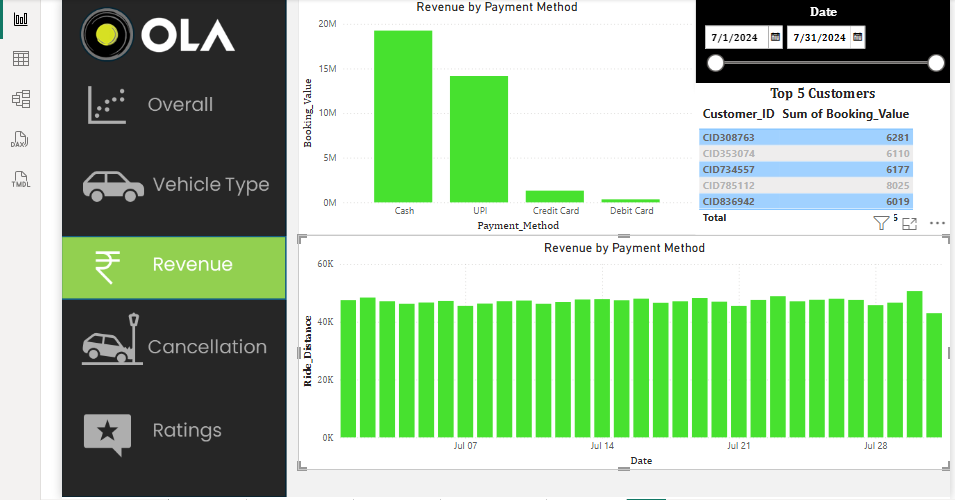 DAX
TMDL
OLA
Overall
Vehicle Type
Revenue
Cancellation
Ratings
Revenue by Payment Method
20M
15M
10M
5M
0M
Booking_Value
Cash
UPI
Credit Card
Debit Card
Payment_Method
Date
7/1/2024
7/31/2024
Top 5 Customers
Customer_ID Sum of Booking_Value
CID308763 6281
CID353074 6110
CID734557 6177
CID785112 8025
CID836942 6019
Total
Revenue by Payment Method
60K
40K
20K
0K
Ride_Distance
Jul 07
Jul 14
Jul 21
Jul 28
Date